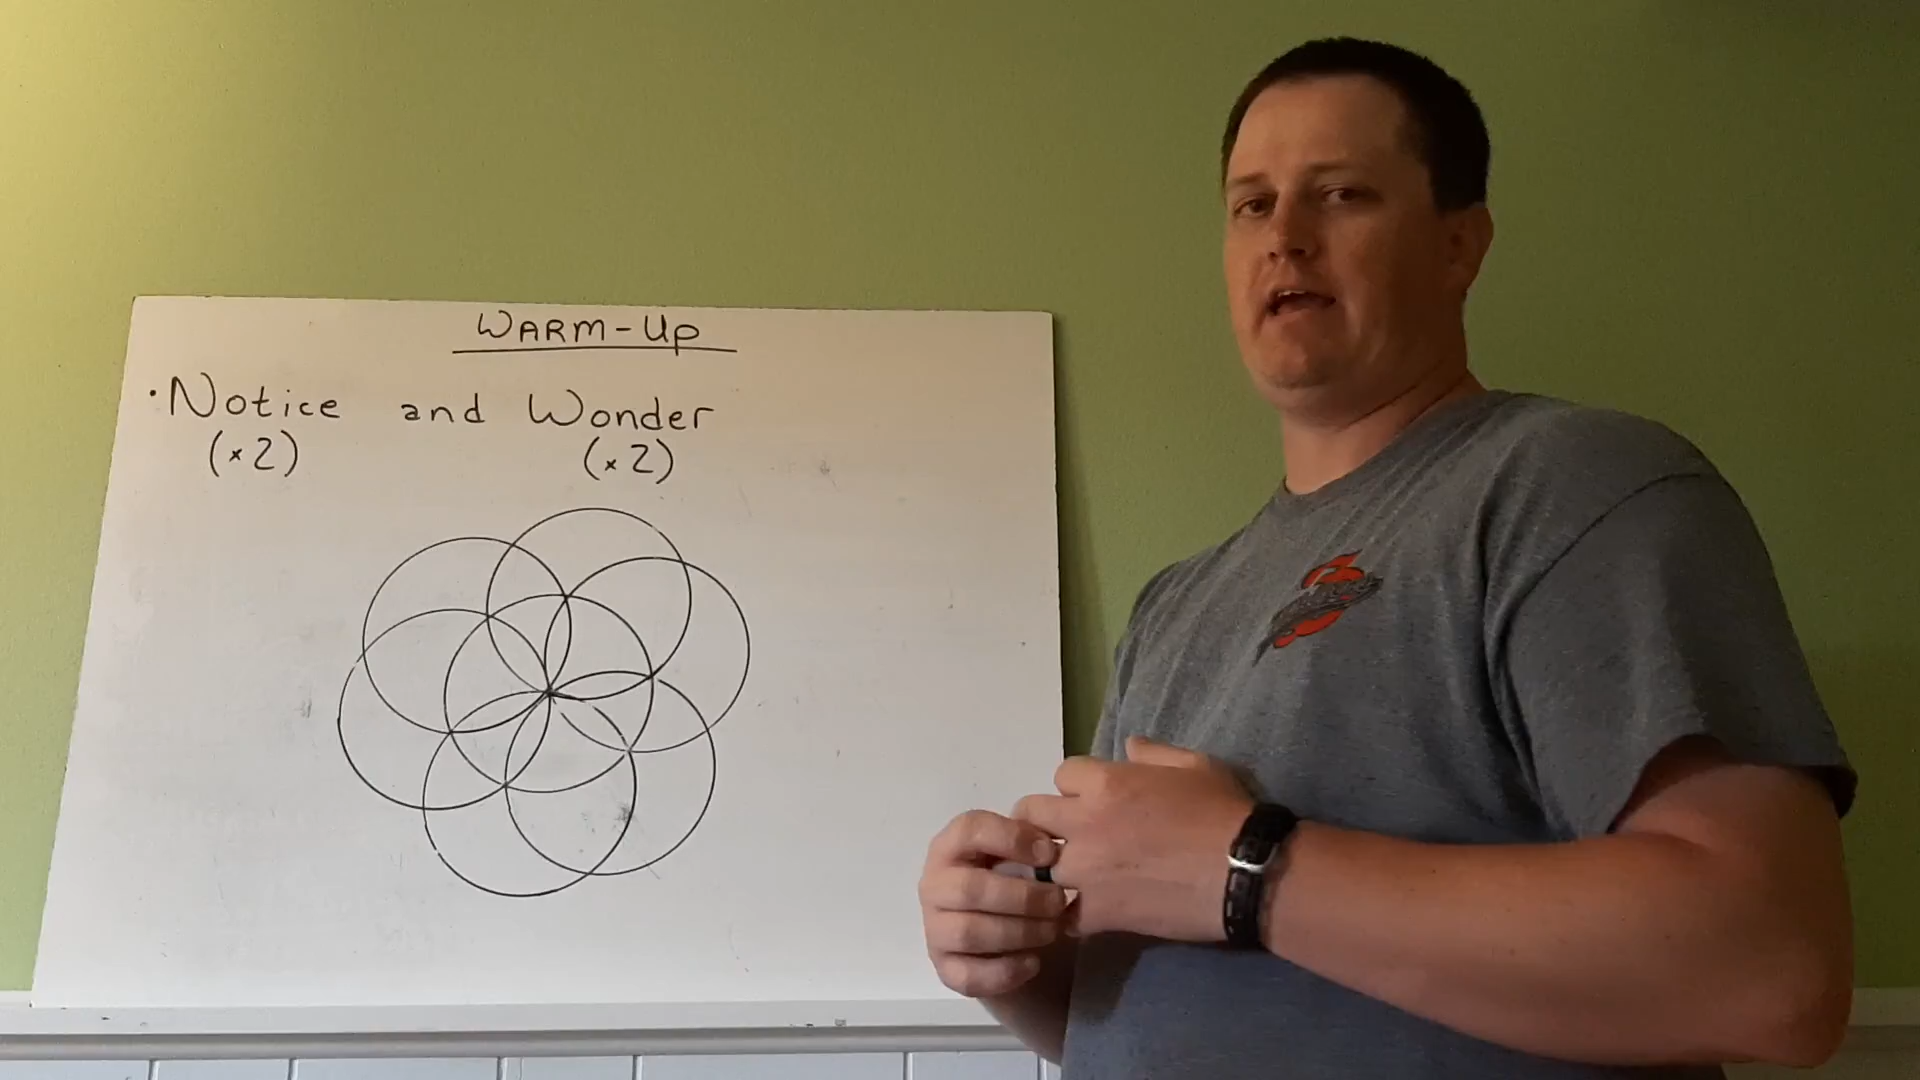 WARM-UP
• Notice and Wonder
(×2) (×2)